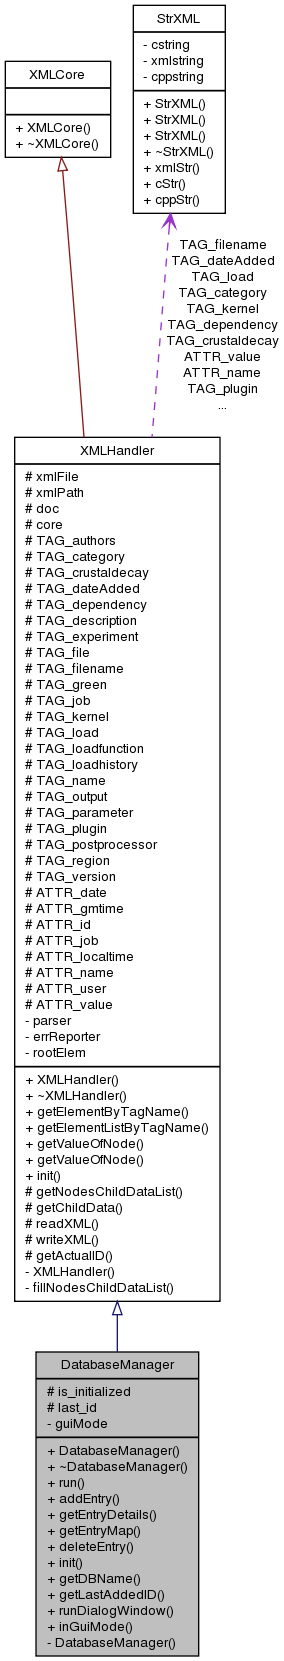 StrXML
- cstring
- xmlstring
- cppstring
+ StrXML()
+ StrXML()
+ StrXML()
+ ~StrXML()
+ xmlStr()
+ cStr()
+ cppStr()
XMLCore
+ XMLCore()
+ ~XMLCore()
TAG_filename
TAG_dateAdded
TAG_load
TAG_category
TAG_kernel
TAG_dependency
TAG_crustaldecay
ATTR_value
ATTR_name
TAG_plugin
...
XMLHandler
# xmlFile
# xmlPath
# doc
# core
# TAG_authors
# TAG_category
# TAG_crustaldecay
# TAG_dateAdded
# TAG_dependency
# TAG_description
# TAG_experiment
# TAG_file
# TAG_filename
# TAG_green
# TAG_job
# TAG_kernel
# TAG_load
# TAG_loadfunction
# TAG_loadhistory
# TAG_name
# TAG_output
# TAG_parameter
# TAG_plugin
# TAG_postprocessor
# TAG_region
# TAG_version
# ATTR_date
# ATTR_gmtime
# ATTR_id
# ATTR_job
# ATTR_localtime
# ATTR_name
# ATTR_user
# ATTR_value
- parser
- errReporter
- rootElem
+ XMLHandler()
+ ~XMLHandler()
+ getElementByTagName()
+ getElementListByTagName()
+ getValueOfNode()
+ getValueOfNode()
+ init()
# getNodesChildDataList()
# getChildData()
# readXML()
# writeXML()
# getActualID()
- XMLHandler()
- fillNodesChildDataList()
DatabaseManager
# is_initialized
# last_id
- guiMode
+ DatabaseManager()
+ ~DatabaseManager()
+ run()
+ addEntry()
+ getEntryDetails()
+ getEntryMap()
+ deleteEntry()
+ init()
+ getDBName()
+ getLastAddedID()
+ runDialogWindow()
+ inGuiMode()
- DatabaseManager()